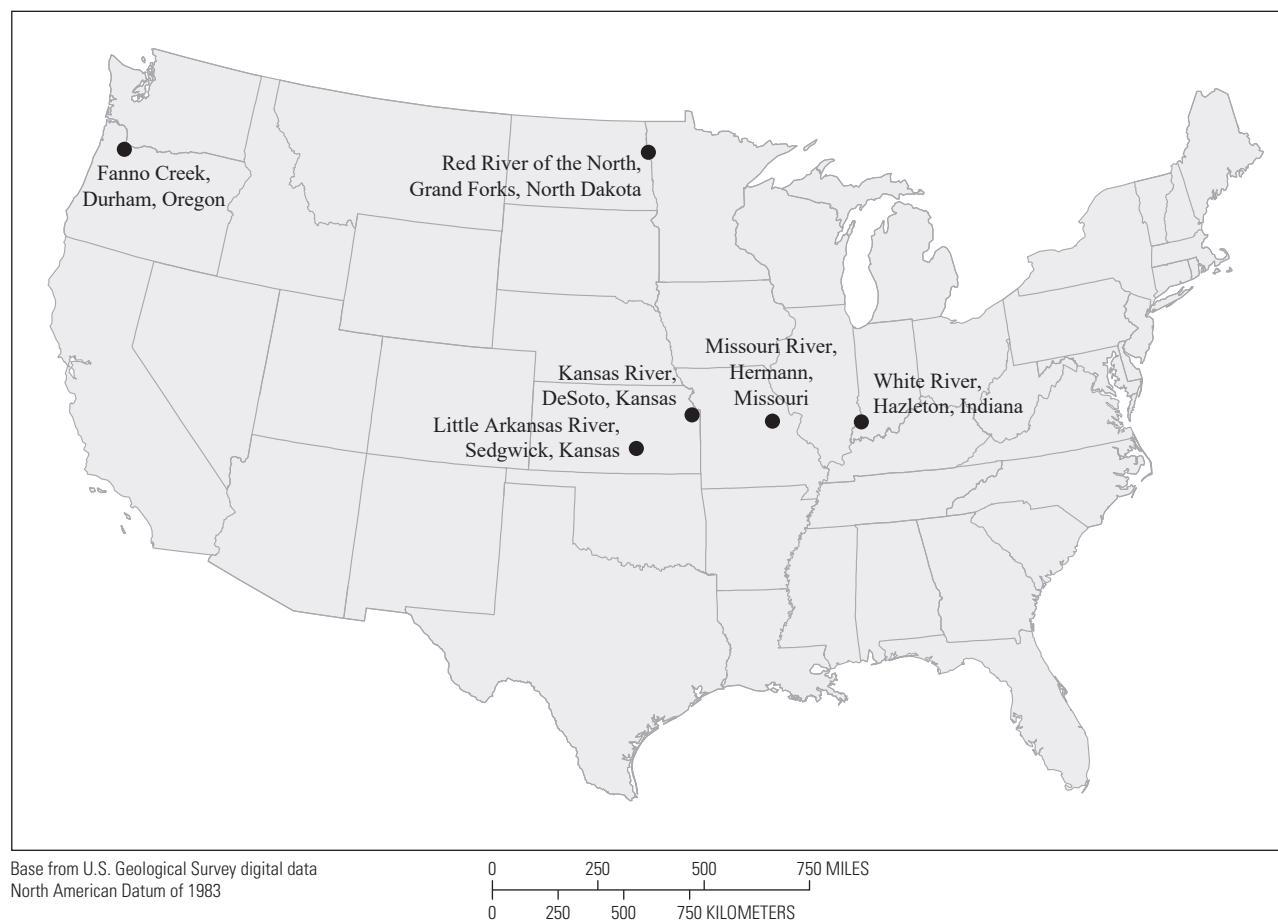 Fanno Creek,
Durham, Oregon
Red River of the North,
Grand Forks, North Dakota
Missouri River,
Hermann,
Missouri
Kansas River,
DeSoto, Kansas
White River,
Hazleton, Indiana
Little Arkansas River,
Sedgwick, Kansas
Base from U.S. Geological Survey digital data
North American Datum of 1983
0 250 500 750 MILES
0 250 500 750 KILOMETERS